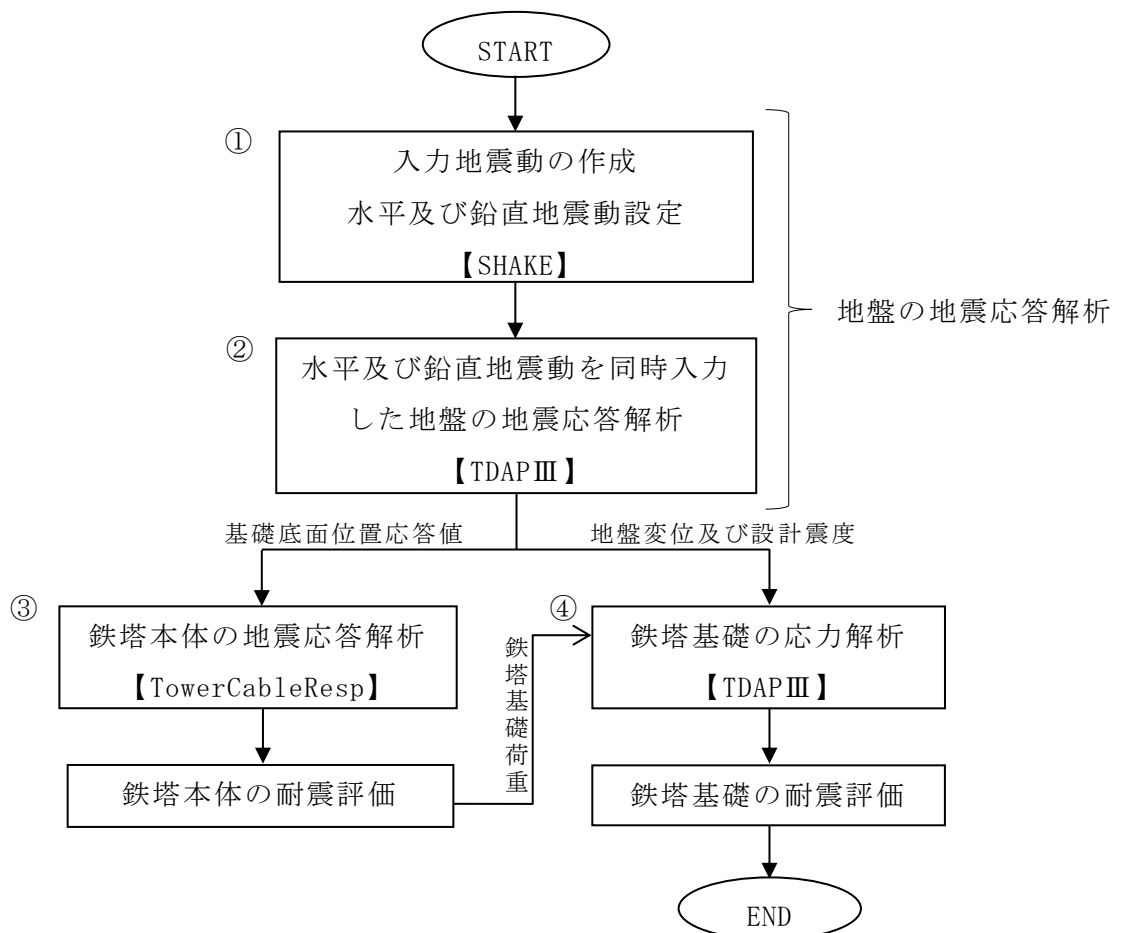 START
①
入力地震動の作成
水平及び鉛直地震動設定
【SHAKE】
②
水平及び鉛直地震動を同時入力
した地盤の地震応答解析
【TDAPⅢ】
地盤の地震応答解析
基礎底面位置応答値
地盤変位及び設計震度
③
鉄塔本体の地震応答解析
【TowerCableResp】
鉄塔本体の耐震評価
鉄塔基礎荷重
④
鉄塔基礎の応力解析
【TDAPⅢ】
鉄塔基礎の耐震評価
END